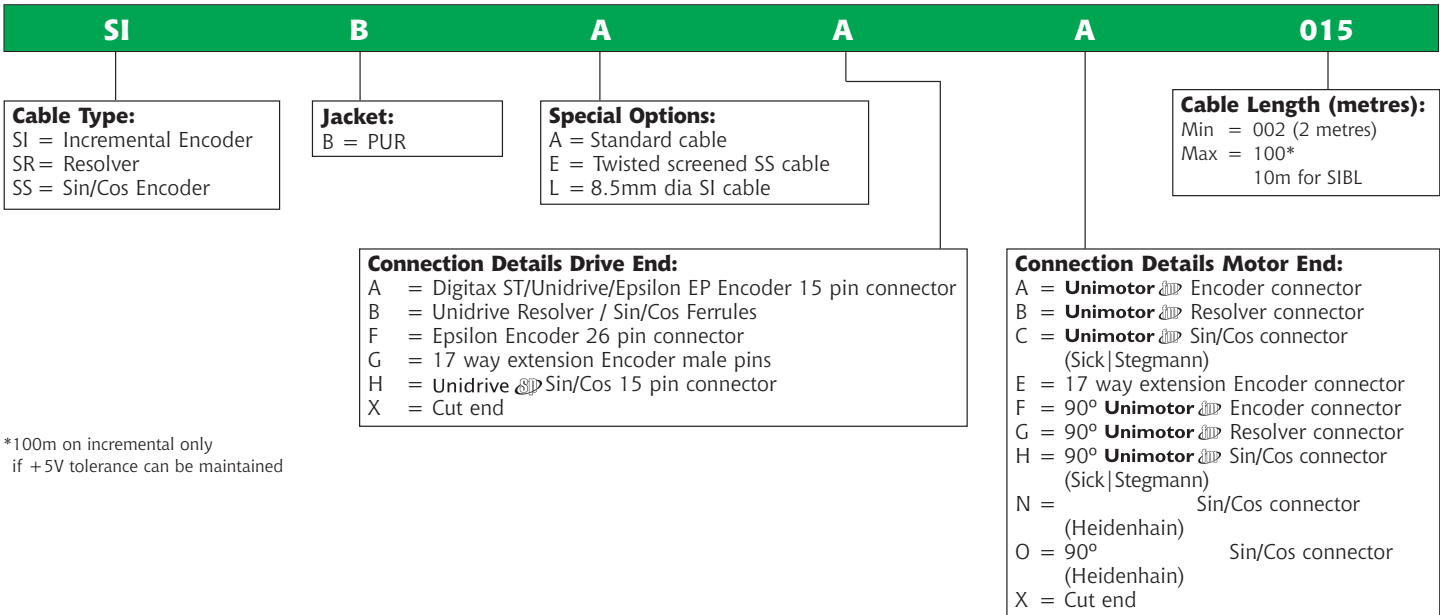 SI B A A A 015
Cable Type:
SI = Incremental Encoder
SR = Resolver
SS = Sin/Cos Encoder
Jacket:
B = PUR
Special Options:
A = Standard cable
E = Twisted screened SS cable
L = 8.5mm dia SI cable
Cable Length (metres):
Min = 002 (2 metres)
Max = 100*
10m for SIBL
Connection Details Drive End:
A = Digitax ST/Unidrive/Epsilon EP Encoder 15 pin connector
B = Unidrive Resolver / Sin/Cos Ferrules
F = Epsilon Encoder 26 pin connector
G = 17 way extension Encoder male pins
H = Unidrive SP Sin/Cos 15 pin connector
X = Cut end
Connection Details Motor End:
A = Unimotor fm Encoder connector
B = Unimotor fm Resolver connector
C = Unimotor fm Sin/Cos connector
(Sick|Stegmann)
E = 17 way extension Encoder connector
F = 90º Unimotor fm Encoder connector
G = 90º Unimotor fm Resolver connector
H = 90º Unimotor fm Sin/Cos connector
(Sick|Stegmann)
N = Sin/Cos connector
(Heidenhain)
O = 90º Sin/Cos connector
(Heidenhain)
X = Cut end
*100m on incremental only
if +5V tolerance can be maintained